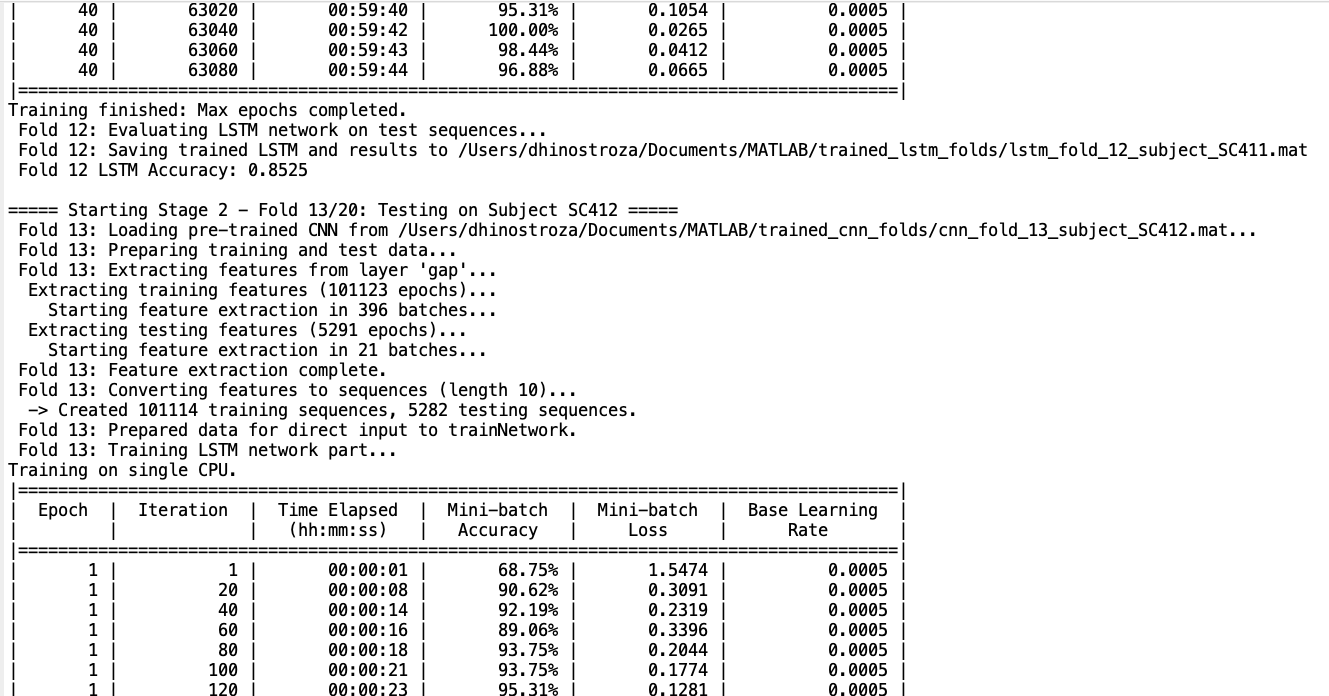 | 40 | 63020 | 00:59:40 | 95.31% | 0.1054 | 0.0005 |
| 40 | 63040 | 00:59:42 | 100.00% | 0.0265 | 0.0005 |
| 40 | 63060 | 00:59:43 | 98.44% | 0.0412 | 0.0005 |
| 40 | 63080 | 00:59:44 | 96.88% | 0.0665 | 0.0005 |
|========================================================================================|
Training finished: Max epochs completed.
Fold 12: Evaluating LSTM network on test sequences...
Fold 12: Saving trained LSTM and results to /Users/dhinostroza/Documents/MATLAB/trained_lstm_folds/lstm_fold_12_subject_SC411.mat
Fold 12 LSTM Accuracy: 0.8525
===== Starting Stage 2 – Fold 13/20: Testing on Subject SC412 =====
Fold 13: Loading pre-trained CNN from /Users/dhinostroza/Documents/MATLAB/trained_cnn_folds/cnn_fold_13_subject_SC412.mat...
Fold 13: Preparing training and test data...
Fold 13: Extracting features from layer 'gap'...
Extracting training features (101123 epochs)...
Starting feature extraction in 396 batches...
Extracting testing features (5291 epochs)...
Starting feature extraction in 21 batches...
Fold 13: Feature extraction complete.
Fold 13: Converting features to sequences (length 10)...
–> Created 101114 training sequences, 5282 testing sequences.
Fold 13: Prepared data for direct input to trainNetwork.
Fold 13: Training LSTM network part...
Training on single CPU.
|========================================================================================|
| Epoch | Iteration | Time Elapsed | Mini-batch | Mini-batch | Base Learning |
| | | (hh:mm:ss) | Accuracy | Loss | Rate |
|========================================================================================|
| 1 | 1 | 00:00:01 | 68.75% | 1.5474 | 0.0005 |
| 1 | 20 | 00:00:08 | 90.62% | 0.3091 | 0.0005 |
| 1 | 40 | 00:00:14 | 92.19% | 0.2319 | 0.0005 |
| 1 | 60 | 00:00:16 | 89.06% | 0.3396 | 0.0005 |
| 1 | 80 | 00:00:18 | 93.75% | 0.2044 | 0.0005 |
| 1 | 100 | 00:00:21 | 93.75% | 0.1774 | 0.0005 |
| 1 | 120 | 00:00:23 | 95.31% | 0.1281 | 0.0005 |